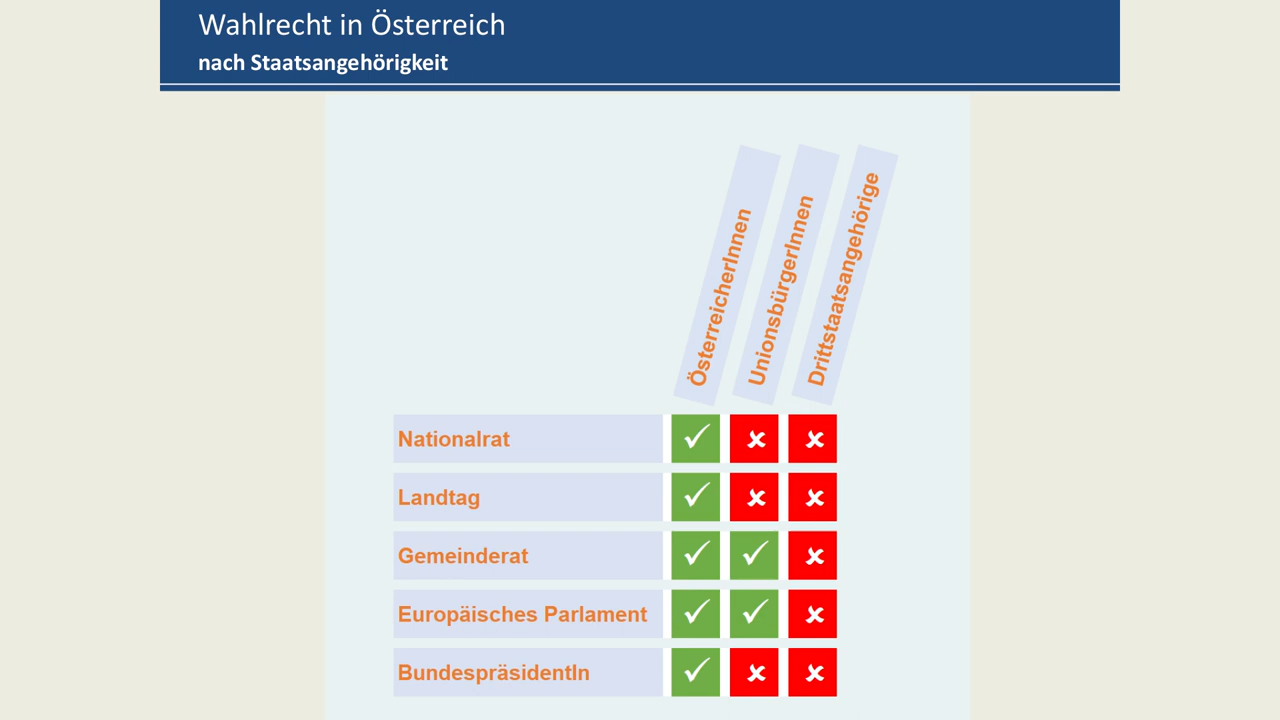 Wahlrecht in Österreich
nach Staatsangehörigkeit
ÖsterreicherInnen
UnionsbürgerInnen
Drittstaatsangehörige
Nationalrat
Landtag
Gemeinderat
Europäisches Parlament
BundespräsidentIn